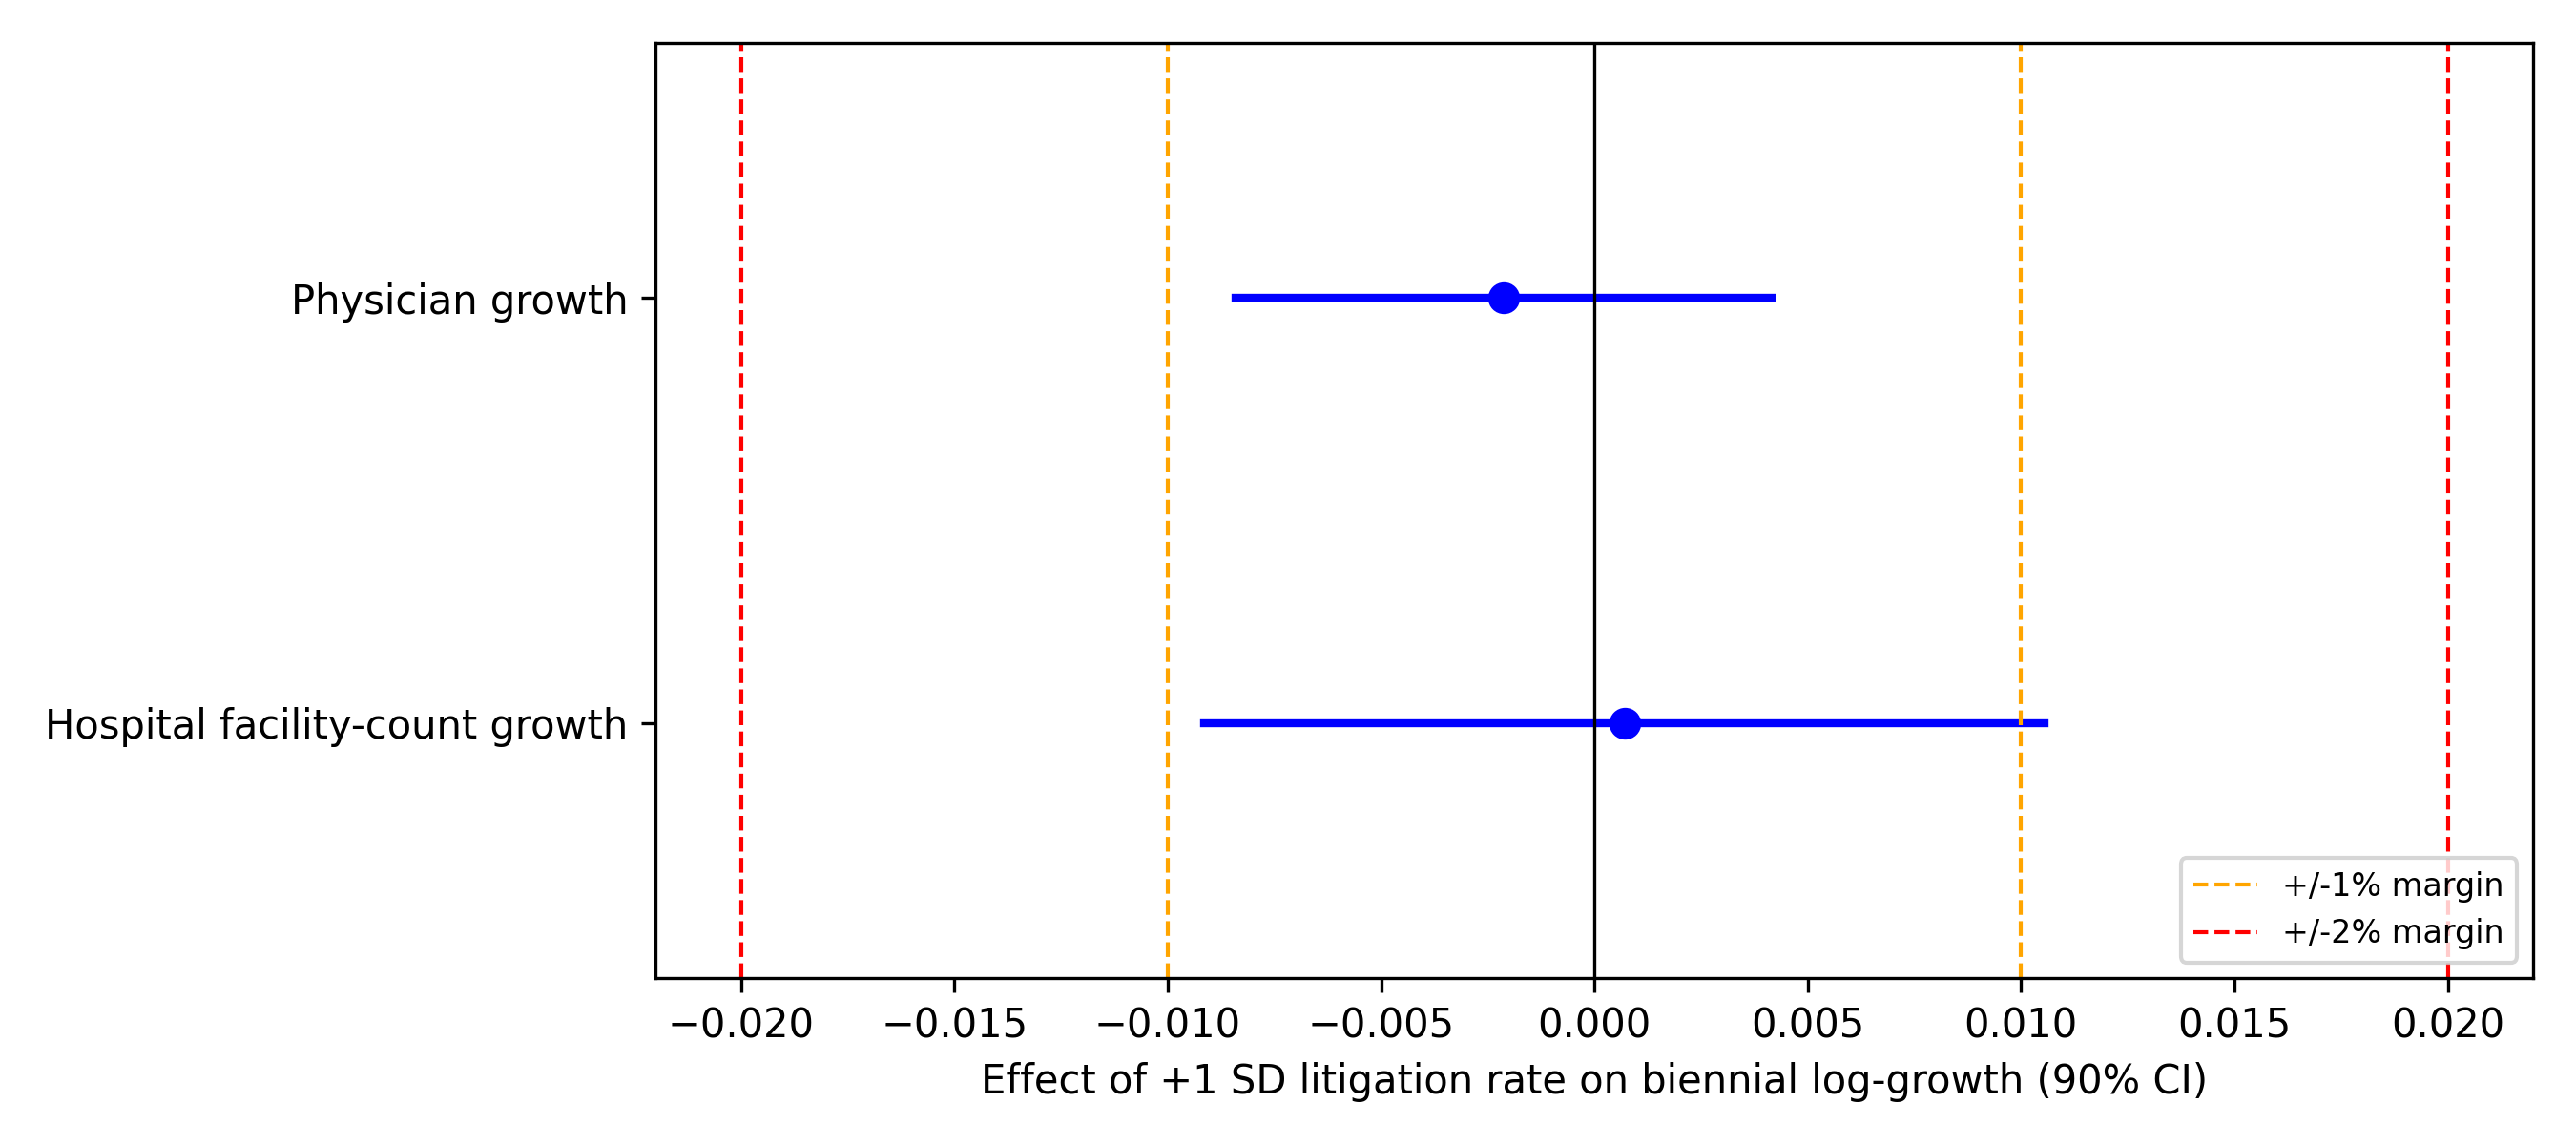 Physician growth
Hospital facility-count growth
+/-1% margin
+/-2% margin
−0.020 −0.015 −0.010 −0.005 0.000 0.005 0.010 0.015 0.020
Effect of +1 SD litigation rate on biennial log-growth (90% CI)